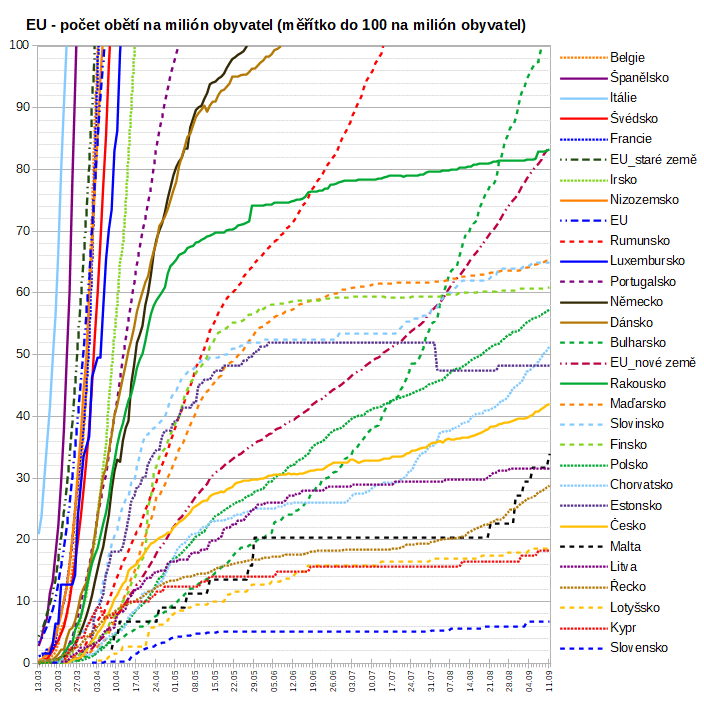 EU - počet obětí na milión obyvatel (měřítko do 100 na milión obyvatel)
100
90
80
70
60
50
40
30
20
10
0
13.03 20.03 27.03 03.04 10.04 17.04 24.04 01.05 08.05 15.05 22.05 29.05 05.06 12.06 19.06 26.06 03.07 10.07 17.07 24.07 31.07 07.08 14.08 21.08 28.08 04.09 11.09
Belgie
Španělsko
Itálie
Švédsko
Francie
EU_staré země
Irsko
Nizozemsko
EU
Rumunsko
Luxembursko
Portugalsko
Německo
Dánsko
Bulharsko
EU_nové země
Rakousko
Maďarsko
Slovinsko
Finsko
Polsko
Chorvatsko
Estonsko
Česko
Malta
Litva
Řecko
Lotyšsko
Kypr
Slovensko